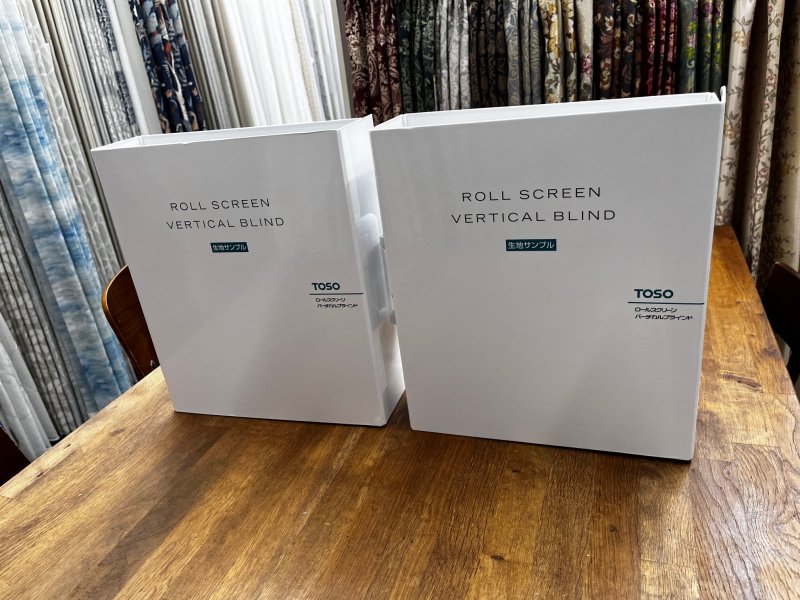 ROLL SCREEN
VERTICAL BLIND
生地サンプル
TOSO
ロールスクリーン
バーチカルブラインド
ROLL SCREEN
VERTICAL BLIND
生地サンプル
TOSO
ロールスクリーン
バーチカルブラインド